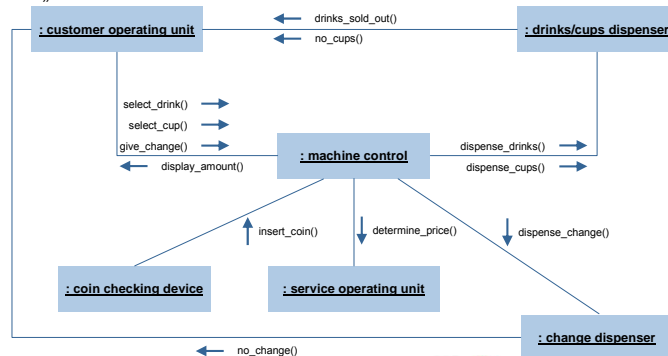 drinks_sold_out()
: customer operating unit
: drinks/cups dispenser
no_cups()
select_drink()
select_cup()
give_change()
: machine control
dispense_drinks()
display_amount()
dispense_cups()
insert_coin()
determine_price()
dispense_change()
: coin checking device
: service operating unit
: change dispenser
no_change()